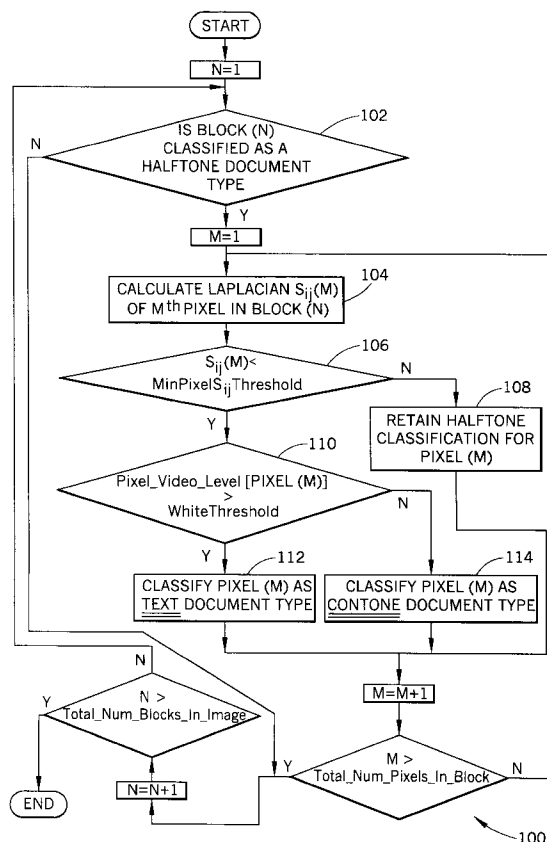 START
N=1
102
N
IS BLOCK (N)
CLASSIFIED AS A
HALFTONE DOCUMENT
TYPE
Y
M=1
CALCULATE LAPLACIAN Sij(M)
OF Mth PIXEL IN BLOCK (N)
104
106
Sij(M)<
MinPixelSijThreshold
N
Y
108
RETAIN HALFTONE
CLASSIFICATION FOR
PIXEL (M)
110
Pixel_Video_Level [PIXEL (M)]
>
WhiteThreshold
N
Y
112
114
CLASSIFY PIXEL (M) AS
TEXT DOCUMENT TYPE
CLASSIFY PIXEL (M) AS
CONTONE DOCUMENT TYPE
N
M=M+1
Y
N >
Total_Num_Blocks_In_Image
M >
Total_Num_Pixels_In_Block
Y
N
N=N+1
END
100